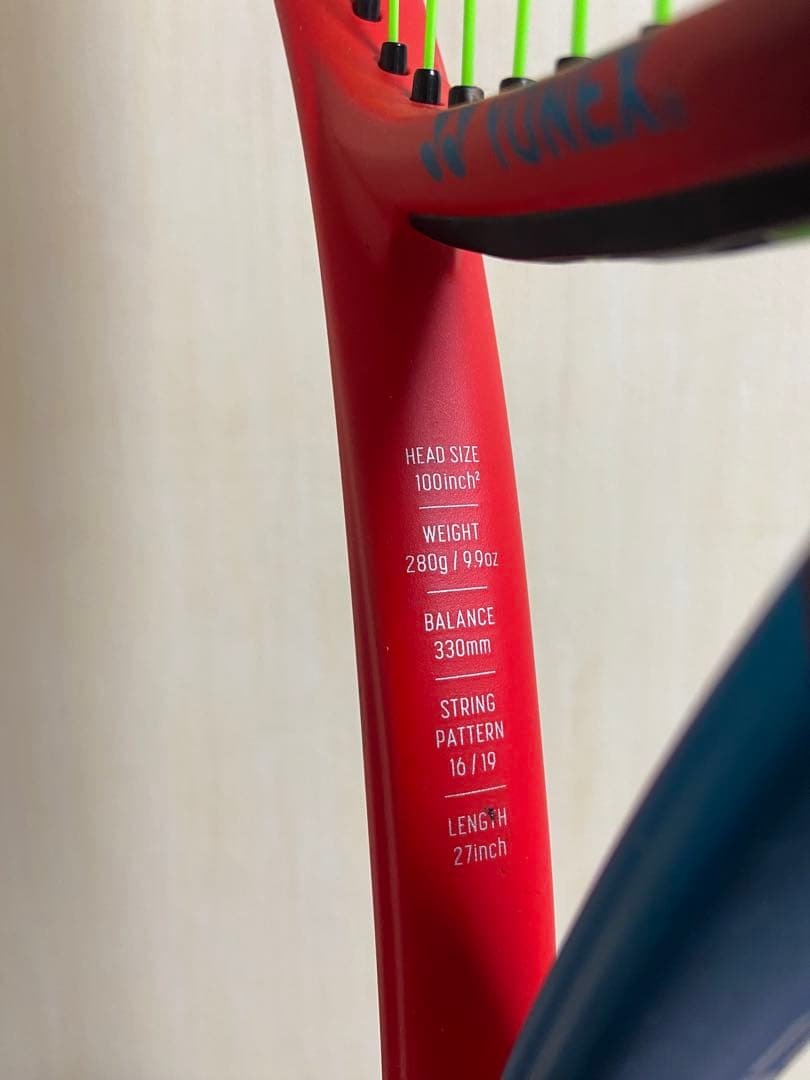 YONEX
HEAD SIZE
100inch²
WEIGHT
280g / 9.9oz
BALANCE
330mm
STRING
PATTERN
16 / 19
LENGTH
27inch